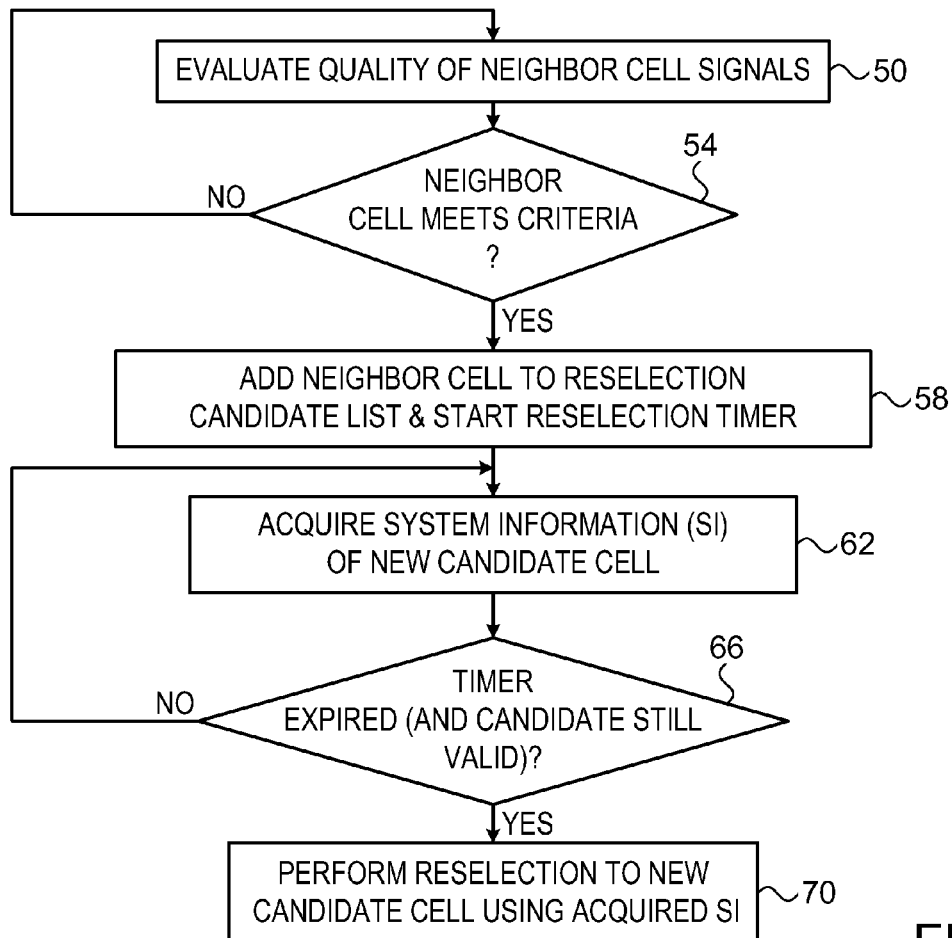 EVALUATE QUALITY OF NEIGHBOR CELL SIGNALS
50
54
NEIGHBOR
CELL MEETS CRITERIA
?
NO
YES
ADD NEIGHBOR CELL TO RESELECTION
CANDIDATE LIST & START RESELECTION TIMER
58
ACQUIRE SYSTEM INFORMATION (SI)
OF NEW CANDIDATE CELL
62
66
TIMER
EXPIRED (AND CANDIDATE STILL
VALID)?
NO
YES
PERFORM RESELECTION TO NEW
CANDIDATE CELL USING ACQUIRED SI
70